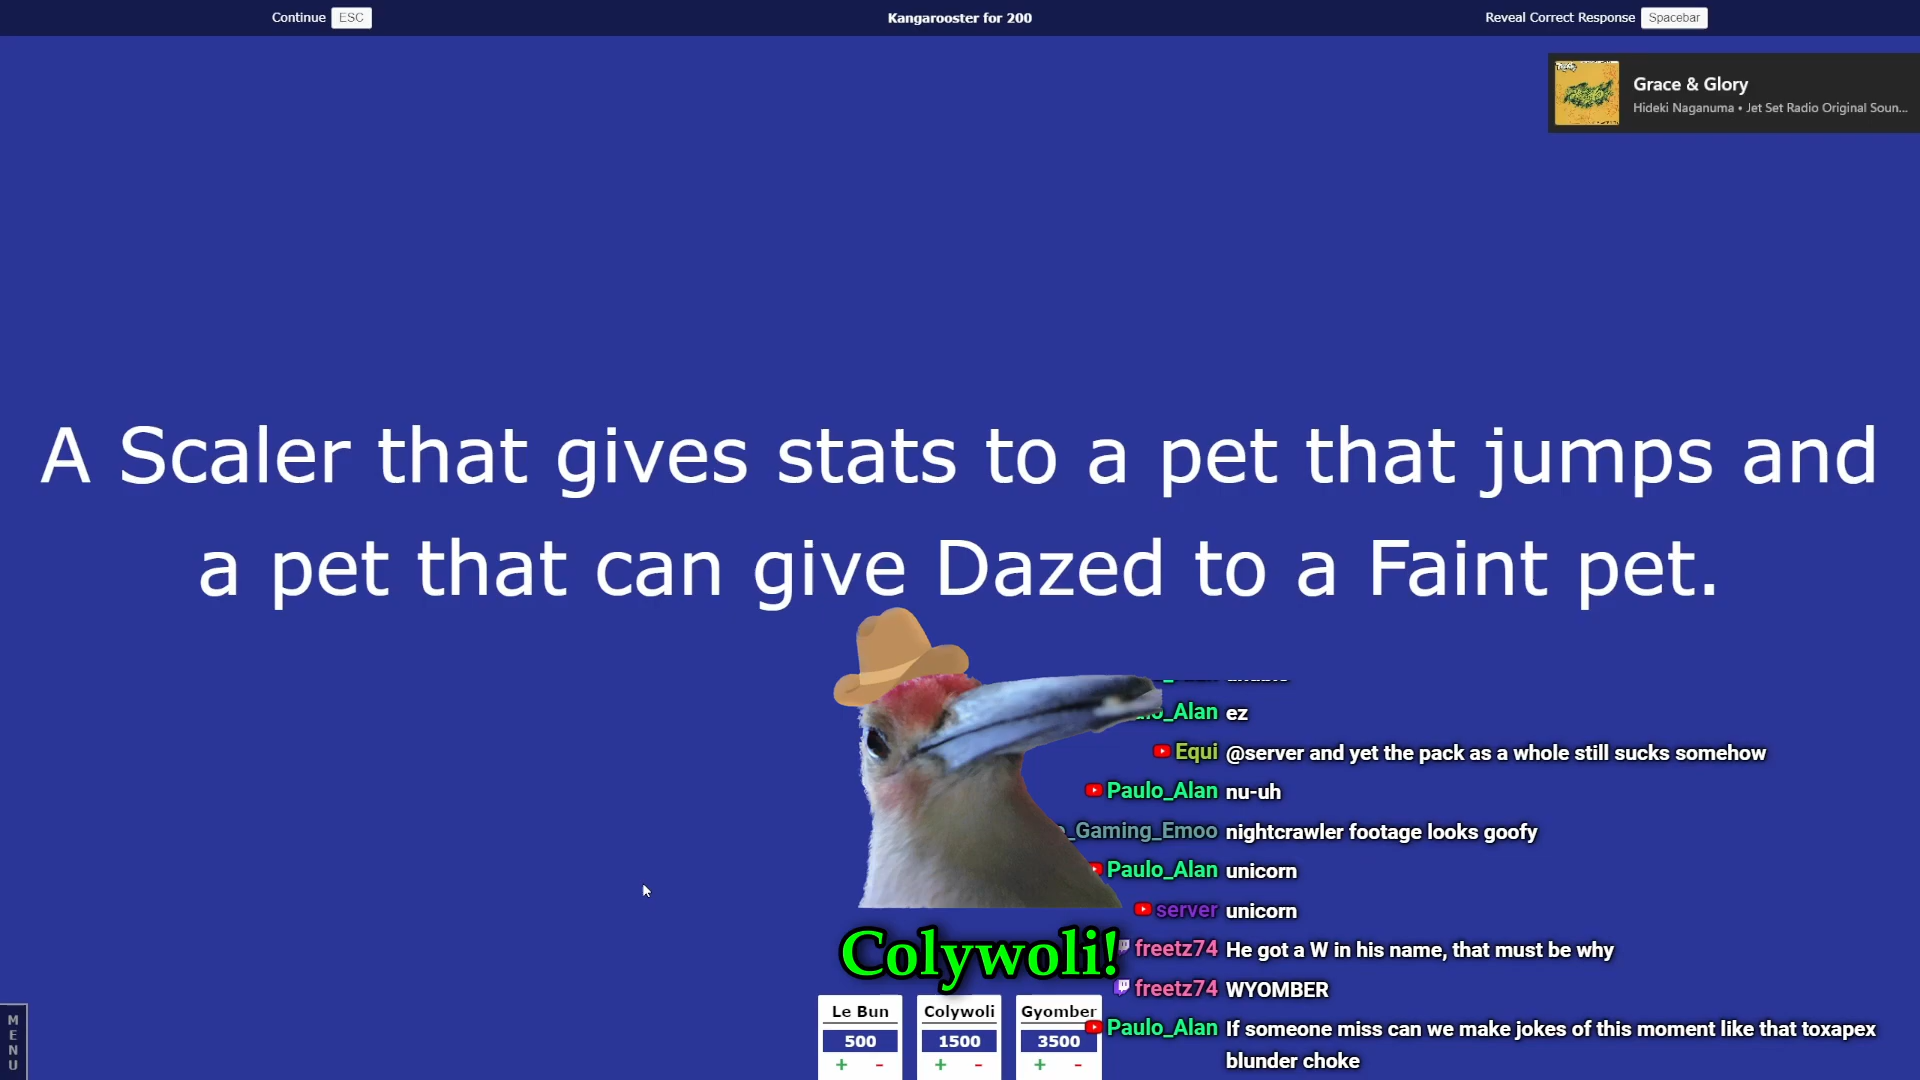 Continue ESC
Kangarooster for 200
Reveal Correct Response Spacebar
Grace & Glory
Hideki Naganuma • Jet Set Radio Original Soun...
A Scaler that gives stats to a pet that jumps and
a pet that can give Dazed to a Faint pet.
_Alan ez
Equi @server and yet the pack as a whole still sucks somehow
Paulo_Alan nu-uh
_Gaming_Emoo nightcrawler footage looks goofy
Paulo_Alan unicorn
server unicorn
freetz74 He got a W in his name, that must be why
freetz74 WYOMBER
Paulo_Alan If someone miss can we make jokes of this moment like that toxapex
blunder choke
Colywoli!
Le Bun
500
+ -
Colywoli
1500
+ -
Gyomber
3500
+ -
MENU